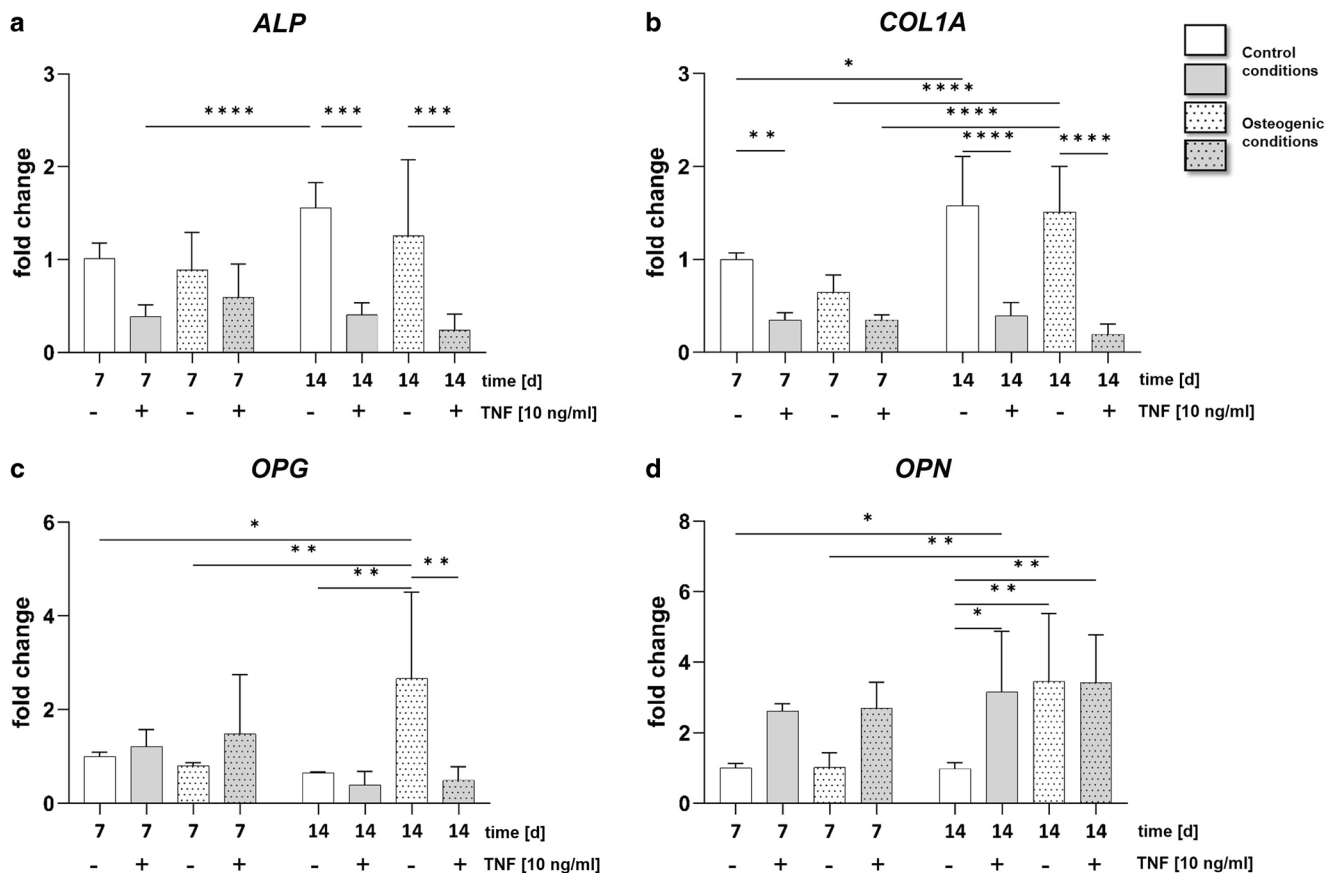 a ALP
3
2
1
0
fold change
**** *** ***
7 7 7 7 14 14 14 14 time [d]
- + - + - + - + TNF [10 ng/ml]
b COL1A
3
2
1
0
fold change
*
****
****
** **** ****
7 7 7 7 14 14 14 14 time [d]
- + - + - + - + TNF [10 ng/ml]
Control
conditions
Osteogenic
conditions
c OPG
6
4
2
0
fold change
*
**
** **
7 7 7 7 14 14 14 14 time [d]
- + - + - + - + TNF [10 ng/ml]
d OPN
8
6
4
2
0
fold change
*
**
**
**
*
7 7 7 7 14 14 14 14 time [d]
- + - + - + - + TNF [10 ng/ml]